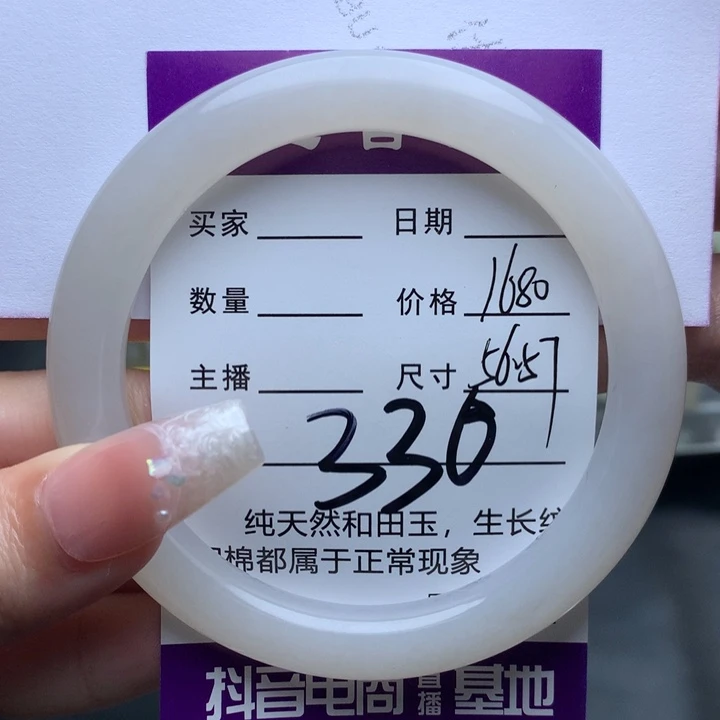 音
买家 日期
数量 价格 1680
主播 尺寸 56.57
336
纯天然和田玉，生长纹
棉都属于正常现象
抖音电商直播基地